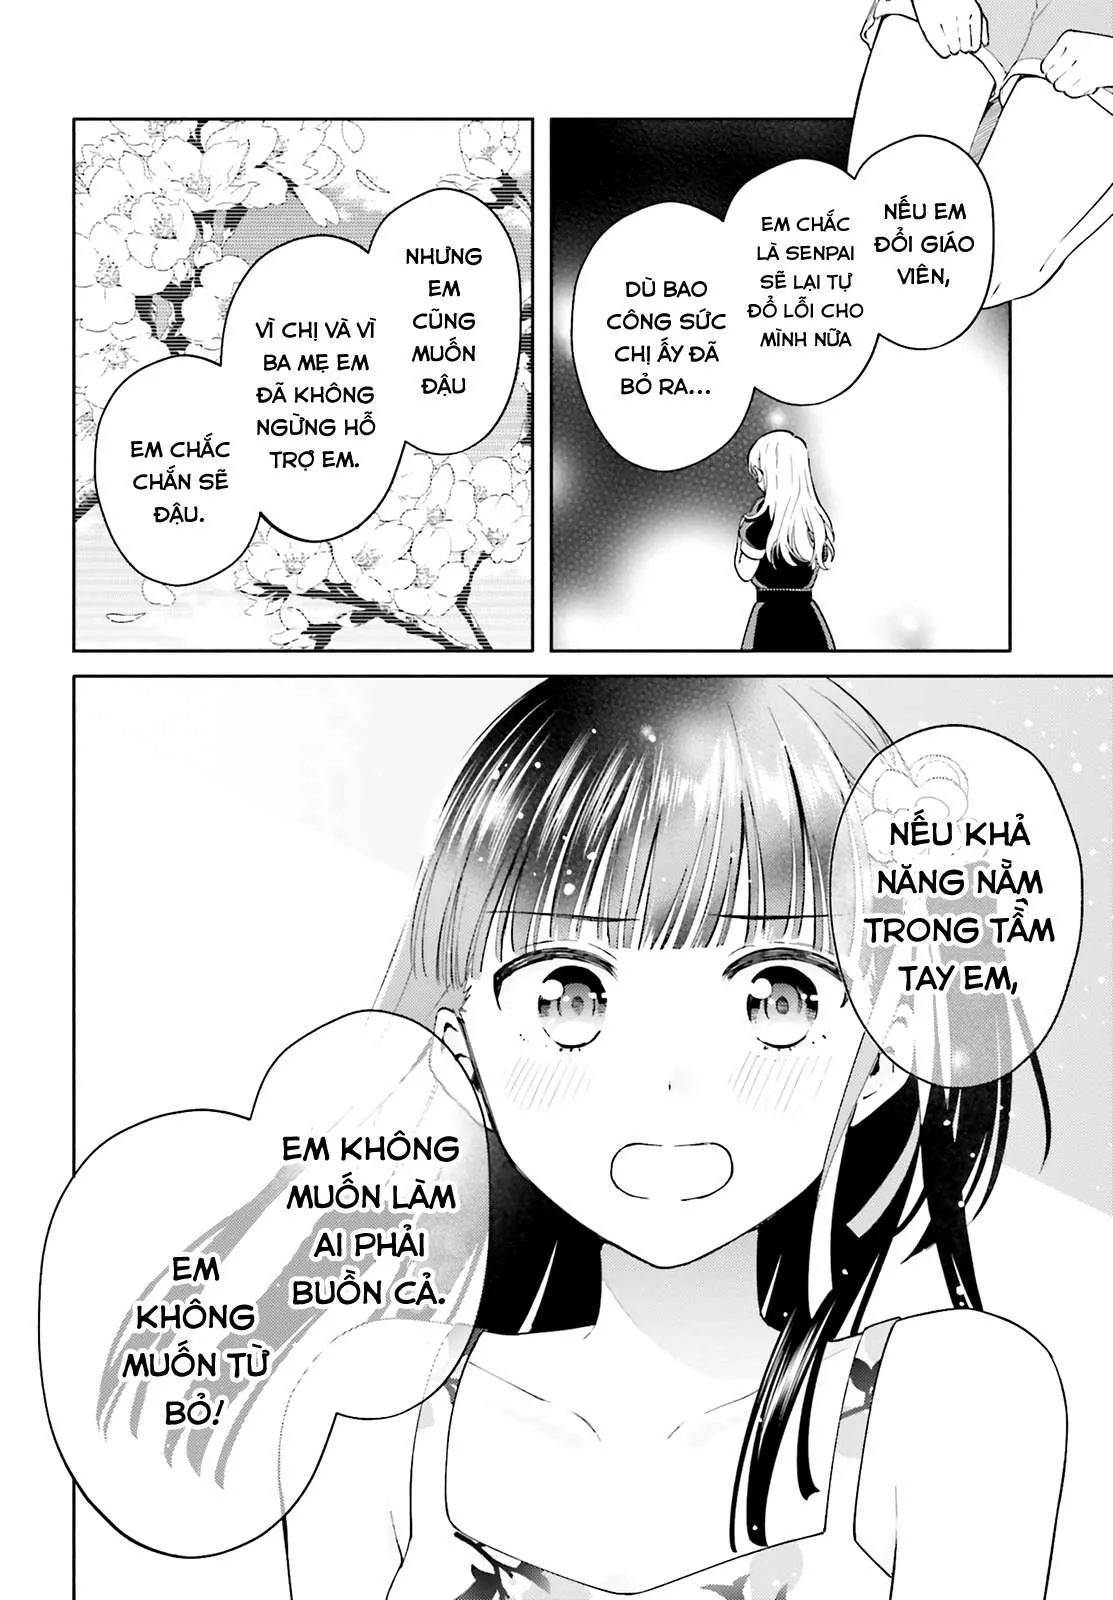 NẾU EM
ĐỔI GIÁO
VIÊN,
EM CHẮC
LÀ SENPAI
SẼ LẠI TỰ
ĐỔ LỖI CHO
MÌNH NỮA
DÙ BAO
CÔNG SỨC
CHỊ ẤY ĐÃ
BỎ RA...
NHƯNG
EM
CŨNG
MUỐN
ĐẬU
VÌ CHỊ VÀ VÌ
BA MẸ EM
ĐÃ KHÔNG
NGỪNG HỖ
TRỢ EM.
EM CHẮC
CHẮN SẼ
ĐẬU.
NẾU KHẢ
NĂNG NẰM
TRONG TẦM
TAY EM,
EM KHÔNG
MUỐN LÀM
AI PHẢI
BUỒN CẢ.
EM
KHÔNG
MUỐN TỪ
BỎ!